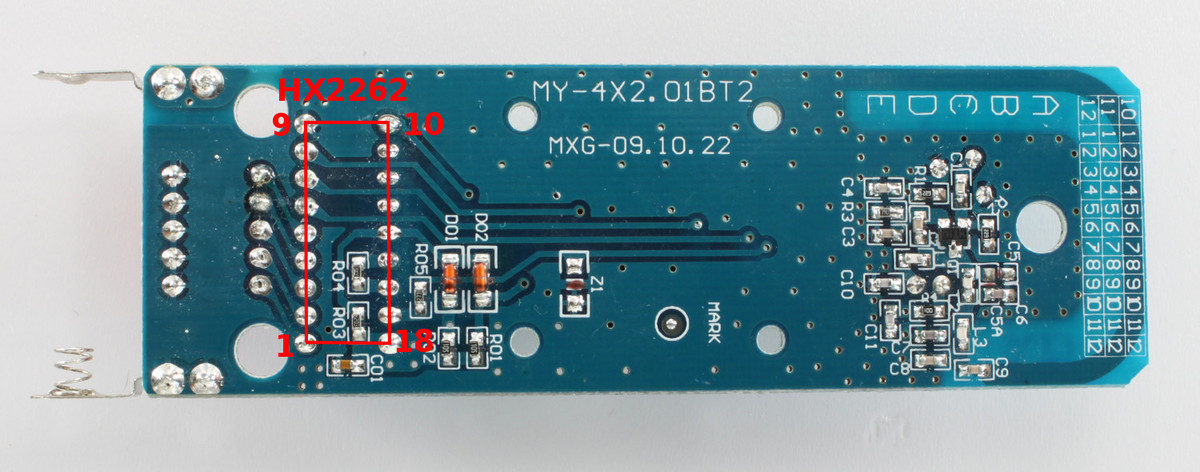 HX2262
9
10
1
18
MY-4X2.01BT2
MXG-09.10.22
E D C B A
10 11 12
1 1 1
2 2 2
3 3 3
4 4 4
5 5 5
6 6 6
7 7 7
8 8 8
9 9 9
10 10 10
11 11 11
12 12 12
R04
R03
C01
R05
D01
D02
R01
Z1
MARK
C4
R3
C3
C10
C11
C8
C9
L3
C5A
C6
C5